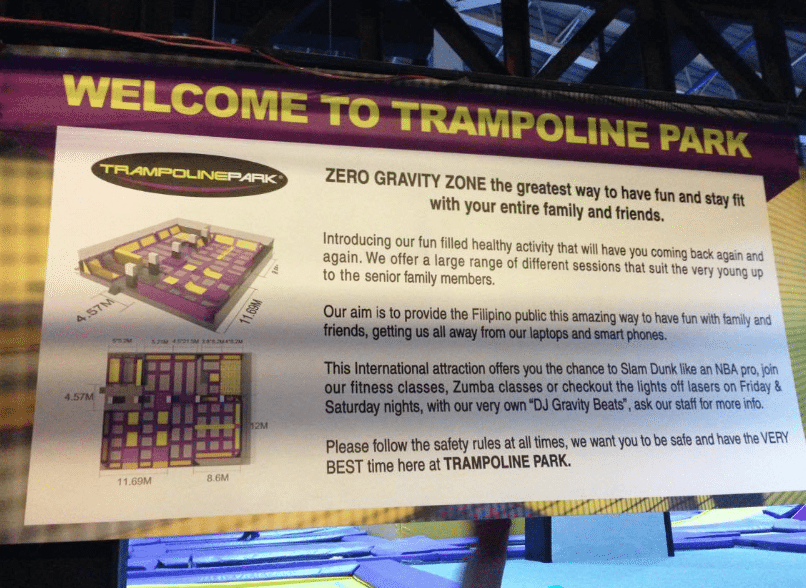 WELCOME TO TRAMPOLINE PARK
TRAMPOLINEPARK®
ZERO GRAVITY ZONE the greatest way to have fun and stay fit
with your entire family and friends.
Introducing our fun filled healthy activity that will have you coming back again and
again. We offer a large range of different sessions that suit the very young up
to the senior family members.
Our aim is to provide the Filipino public this amazing way to have fun with family and
friends, getting us all away from our laptops and smart phones.
This International attraction offers you the chance to Slam Dunk like an NBA pro, join
our fitness classes, Zumba classes or checkout the lights off lasers on Friday &
Saturday nights, with our very own “DJ Gravity Beats”, ask our staff for more info.
Please follow the safety rules at all times, we want you to be safe and have the VERY
BEST time here at TRAMPOLINE PARK.
4.57M
11.69M
4.57M
12M
11.69M
8.6M